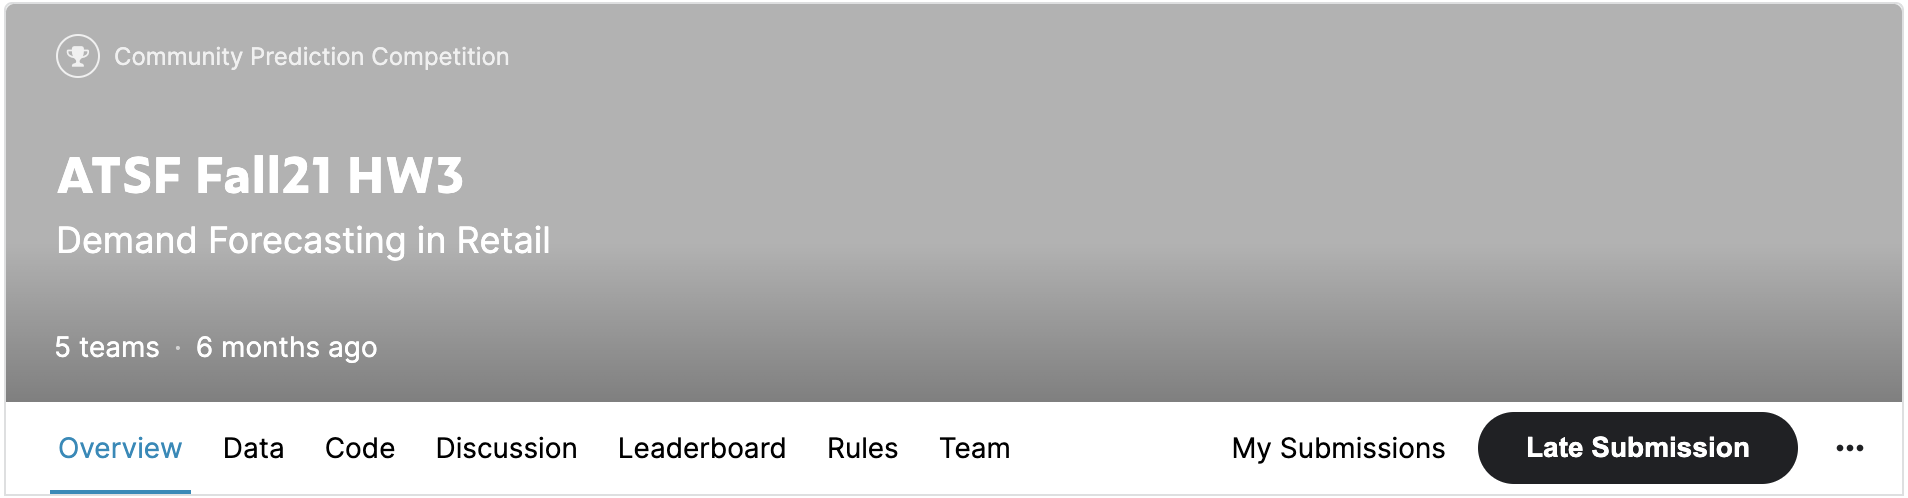 Community Prediction Competition
ATSF Fall21 HW3
Demand Forecasting in Retail
5 teams · 6 months ago
Overview Data Code Discussion Leaderboard Rules Team My Submissions Late Submission